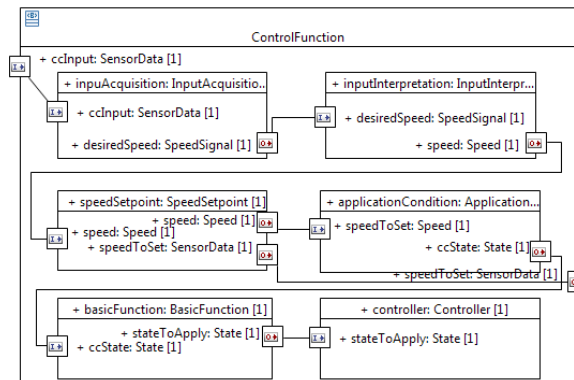 ControlFunction
+ ccInput: SensorData [1]
+ inpuAcquisition: InputAcquisitio...
+ inputInterpretation: InputInterpr...
+ ccInput: SensorData [1]
+ desiredSpeed: SpeedSignal [1]
+ desiredSpeed: SpeedSignal [1]
+ speed: Speed [1]
+ speedSetpoint: SpeedSetpoint [1]
+ applicationCondition: Application...
+ speed: Speed [1]
+ speedToSet: Speed [1]
+ speed: Speed [1]
+ speedToSet: SensorData [1]
+ ccState: State [1]
+ speedToSet: SensorData [1]
+ basicFunction: BasicFunction [1]
+ controller: Controller [1]
+ stateToApply: State [1]
+ stateToApply: State [1]
+ ccState: State [1]